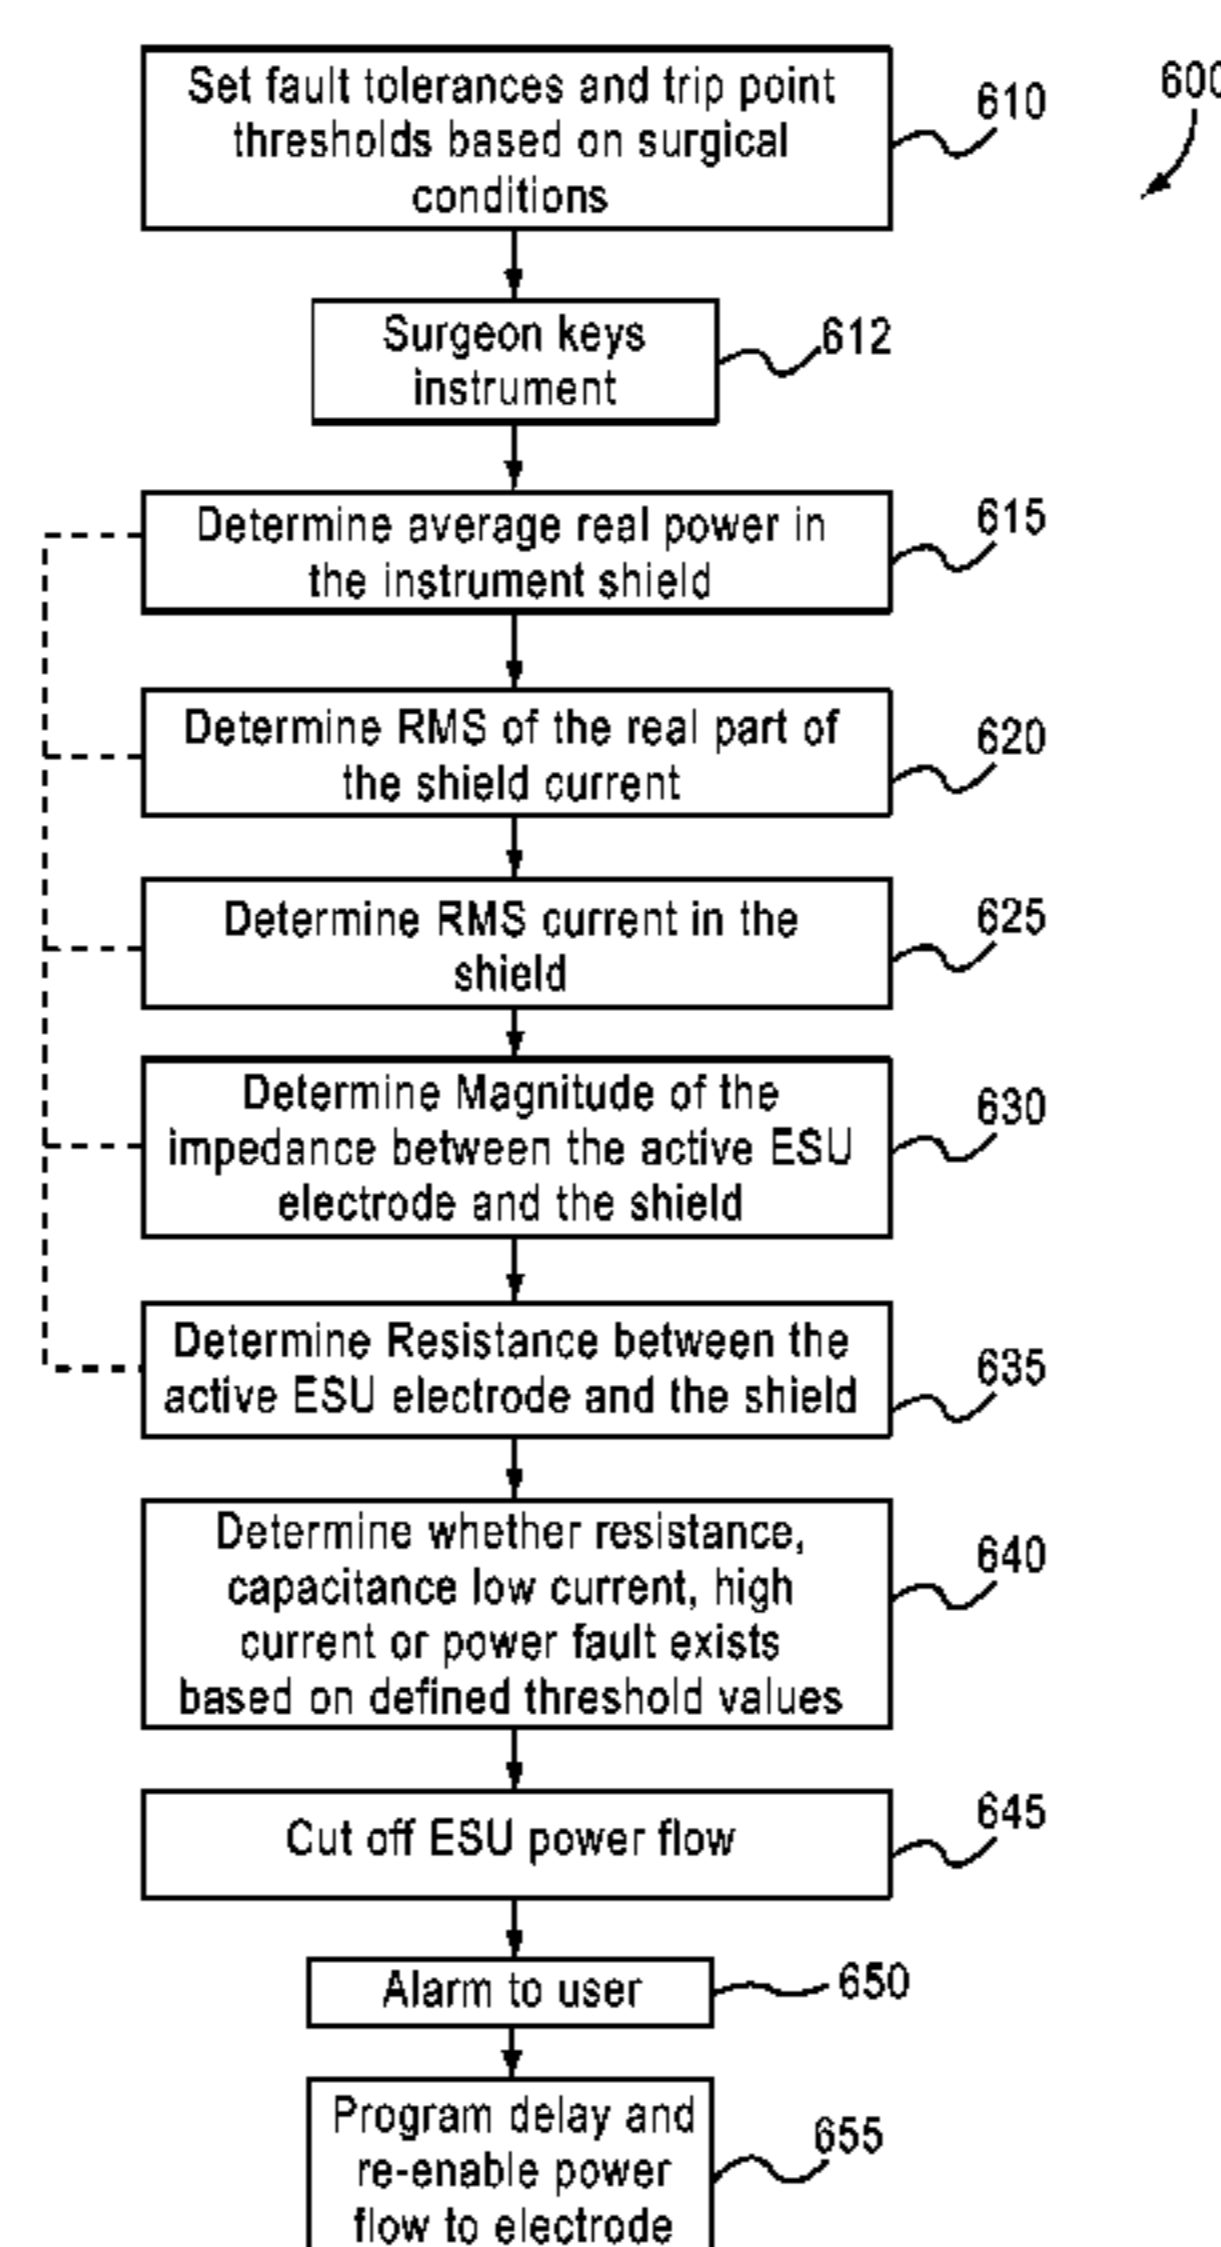 Set fault tolerances and trip point
thresholds based on surgical
conditions
610
600
Surgeon keys
instrument
612
Determine average real power in
the instrument shield
615
Determine RMS of the real part of
the shield current
620
Determine RMS current in the
shield
625
Determine Magnitude of the
impedance between the active ESU
electrode and the shield
630
Determine Resistance between the
active ESU electrode and the shield
635
Determine whether resistance,
capacitance low current, high
current or power fault exists
based on defined threshold values
640
Cut off ESU power flow
645
Alarm to user
650
Program delay and
re-enable power
flow to electrode
655